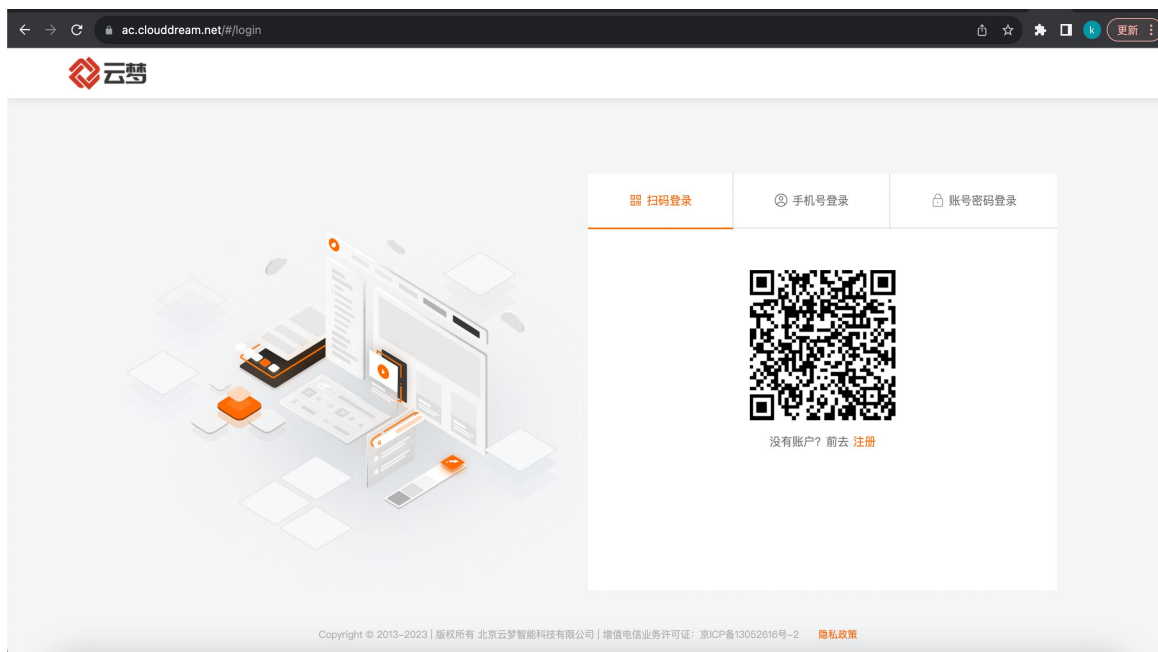 ac.clouddream.net/#/login
k
更新
云梦
扫码登录
手机号登录
账号密码登录
没有账户？前去 注册
Copyright © 2013-2023 | 版权所有 北京云梦智能科技有限公司 | 增值电信业务许可证：京ICP备13052616号-2 隐私政策